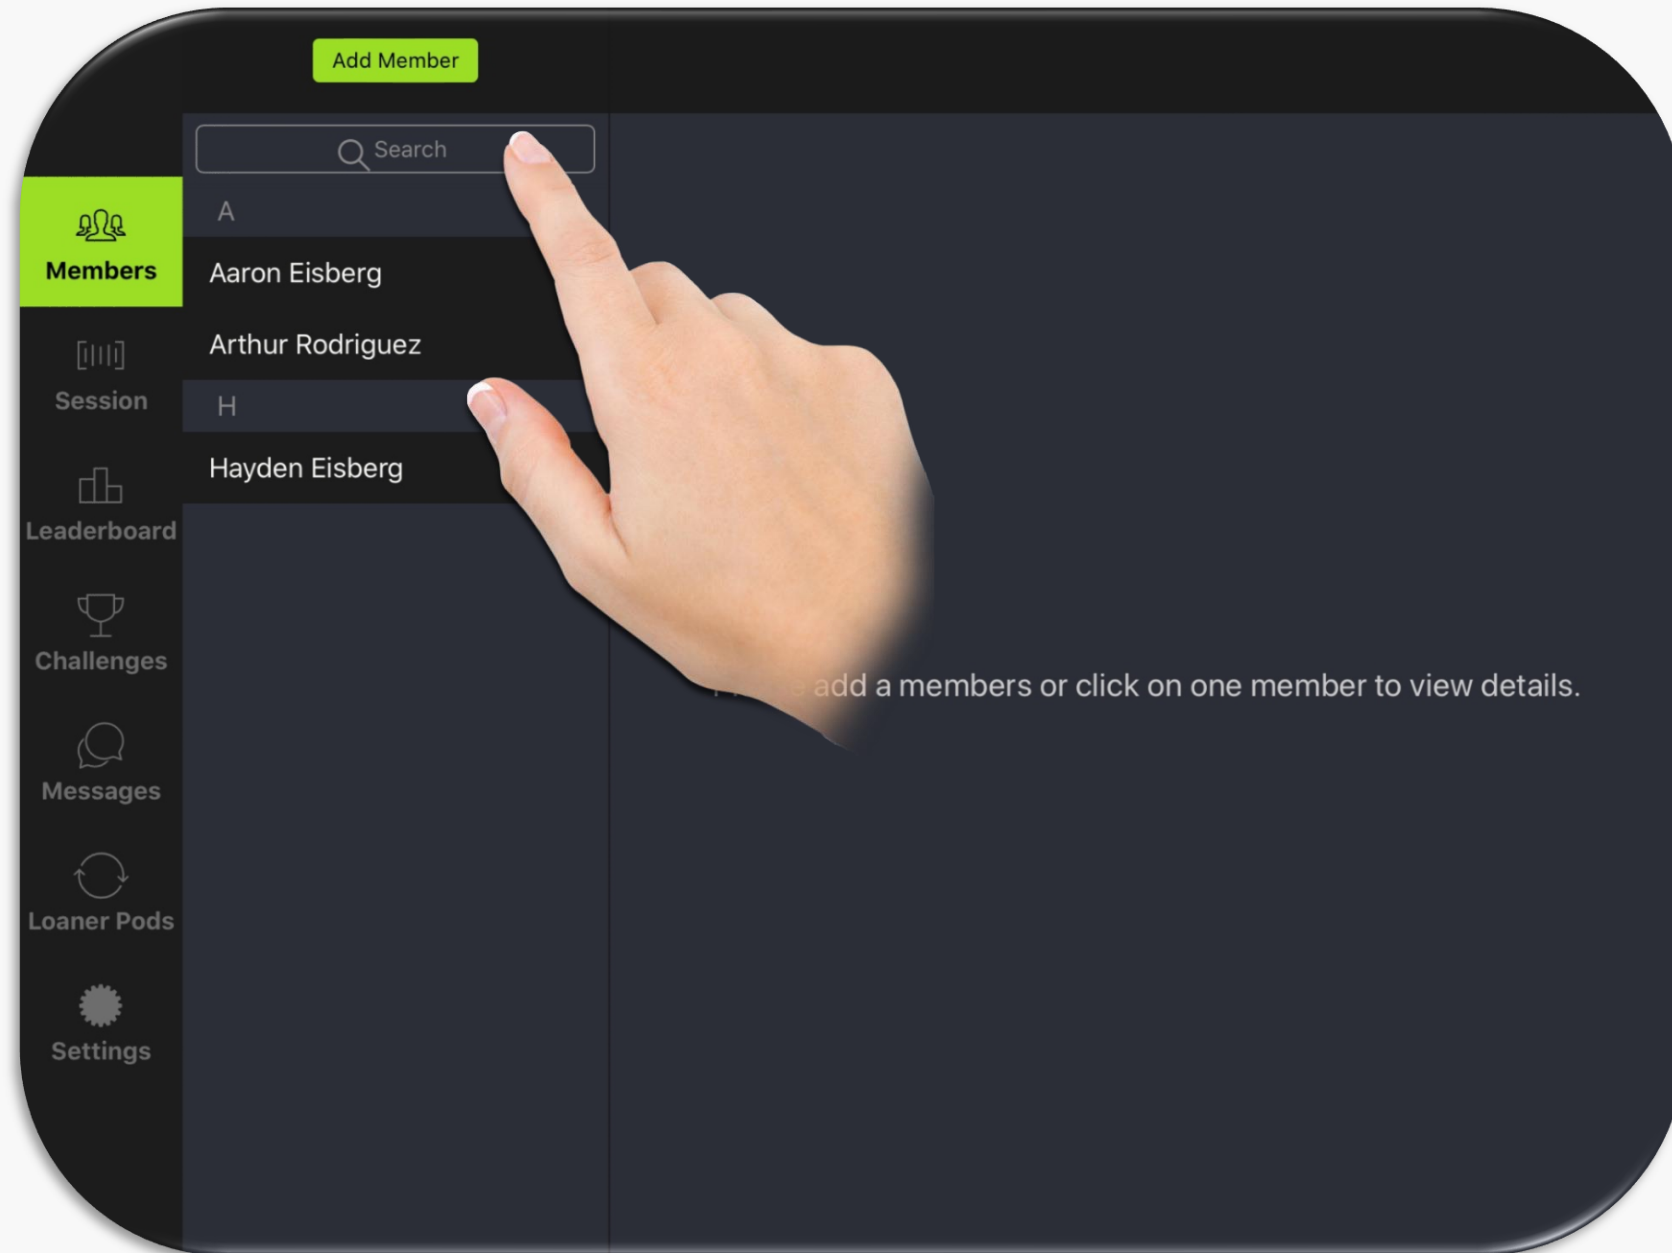 Add Member
Search
A
Aaron Eisberg
Arthur Rodriguez
H
Hayden Eisberg
Members
Session
Leaderboard
Challenges
Messages
Loaner Pods
Settings
add a members or click on one member to view details.